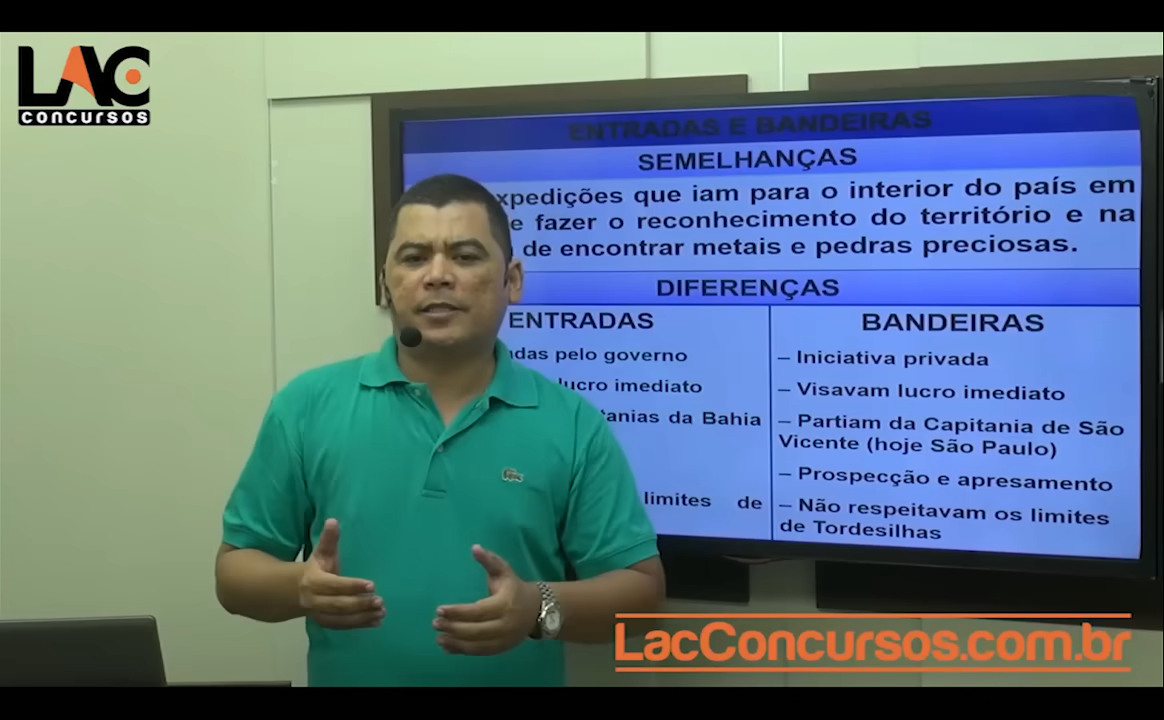 LAC
concursos
ENTRADAS E BANDEIRAS
SEMELHANÇAS
xpedições que iam para o interior do país em
e fazer o reconhecimento do território e na
de encontrar metais e pedras preciosas.
DIFERENÇAS
ENTRADAS
adas pelo governo
lucro imediato
tanias da Bahia
limites de
BANDEIRAS
– Iniciativa privada
– Visavam lucro imediato
– Partiam da Capitania de São
Vicente (hoje São Paulo)
– Prospecção e apresamento
– Não respeitavam os limites
de Tordesilhas
LacConcursos.com.br